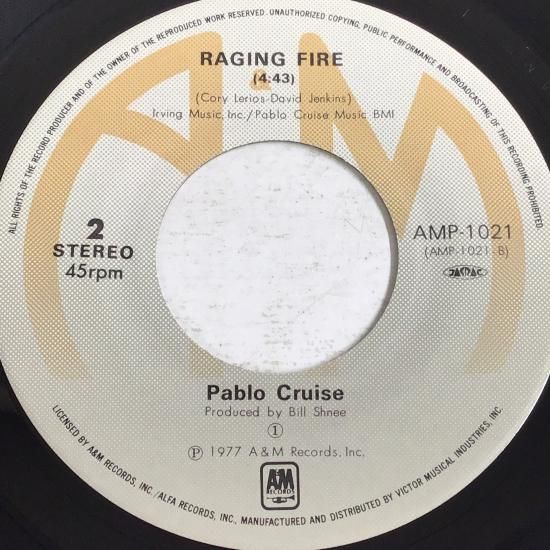 ALL RIGHTS OF THE RECORD PRODUCER AND OF THE OWNER OF THE REPRODUCED WORK RESERVED. UNAUTHORIZED COPYING, PUBLIC PERFORMANCE AND BROADCASTING OF THIS RECORD PROHIBITED
RAGING FIRE
(4:43)
(Cory Lerios-David Jenkins)
Irving Music, Inc./Pablo Cruise Music BMI
2
STEREO
45rpm
AMP-1021
(AMP-1021-B)
JASRAC
Pablo Cruise
Produced by Bill Shnee
①
Ⓟ 1977 A&M Records, Inc.
A&M
RECORDS
LICENSED BY A&M RECORDS, INC./ALFA RECORDS, INC., MANUFACTURED AND DISTRIBUTED BY VICTOR MUSICAL INDUSTRIES, INC.